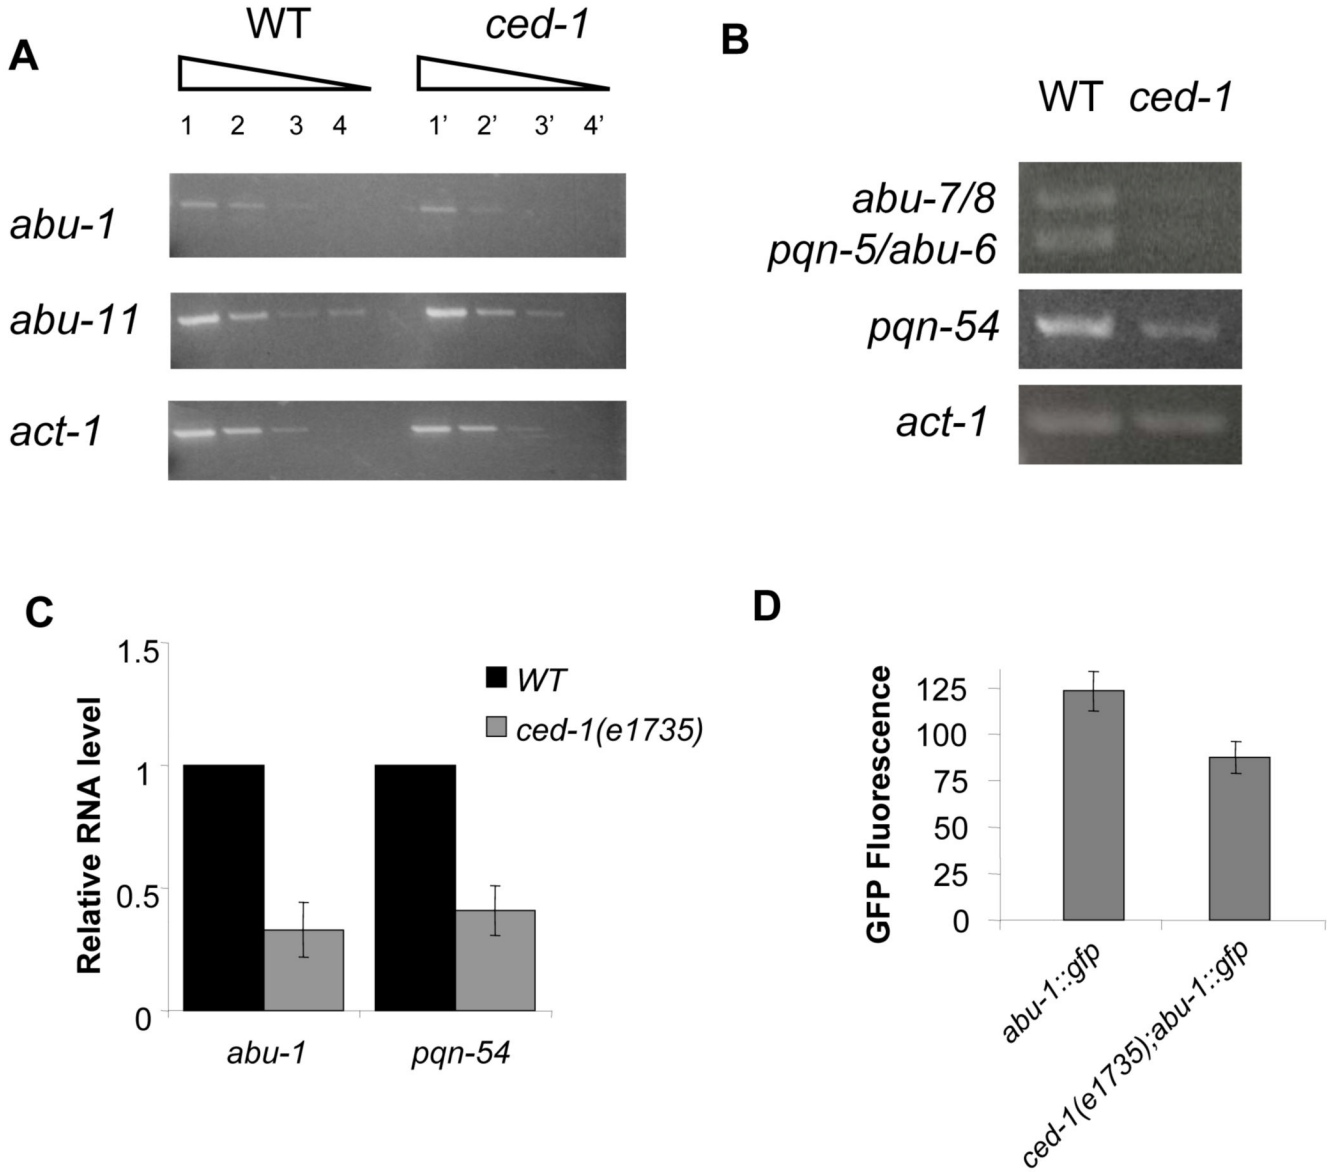 A
WT
ced-1
1 2 3 4 1’ 2’ 3’ 4’
abu-1
abu-11
act-1
B
WT ced-1
abu-7/8
pqn-5/abu-6
pqn-54
act-1
C
Relative RNA level
1.5
1
0.5
0
WT
ced-1(e1735)
abu-1
pqn-54
D
GFP Fluorescence
125
100
75
50
25
0
abu-1::gfp
ced-1(e1735);abu-1::gfp